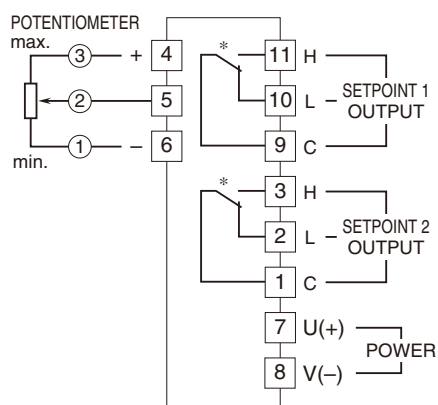 POTENTIOMETER
max.
③ + 4
② 5
① – 6
min.
* 11 H
10 L
9 C
SETPOINT 1
OUTPUT
* 3 H
2 L
1 C
SETPOINT 2
OUTPUT
7 U(+)
8 V(–)
POWER